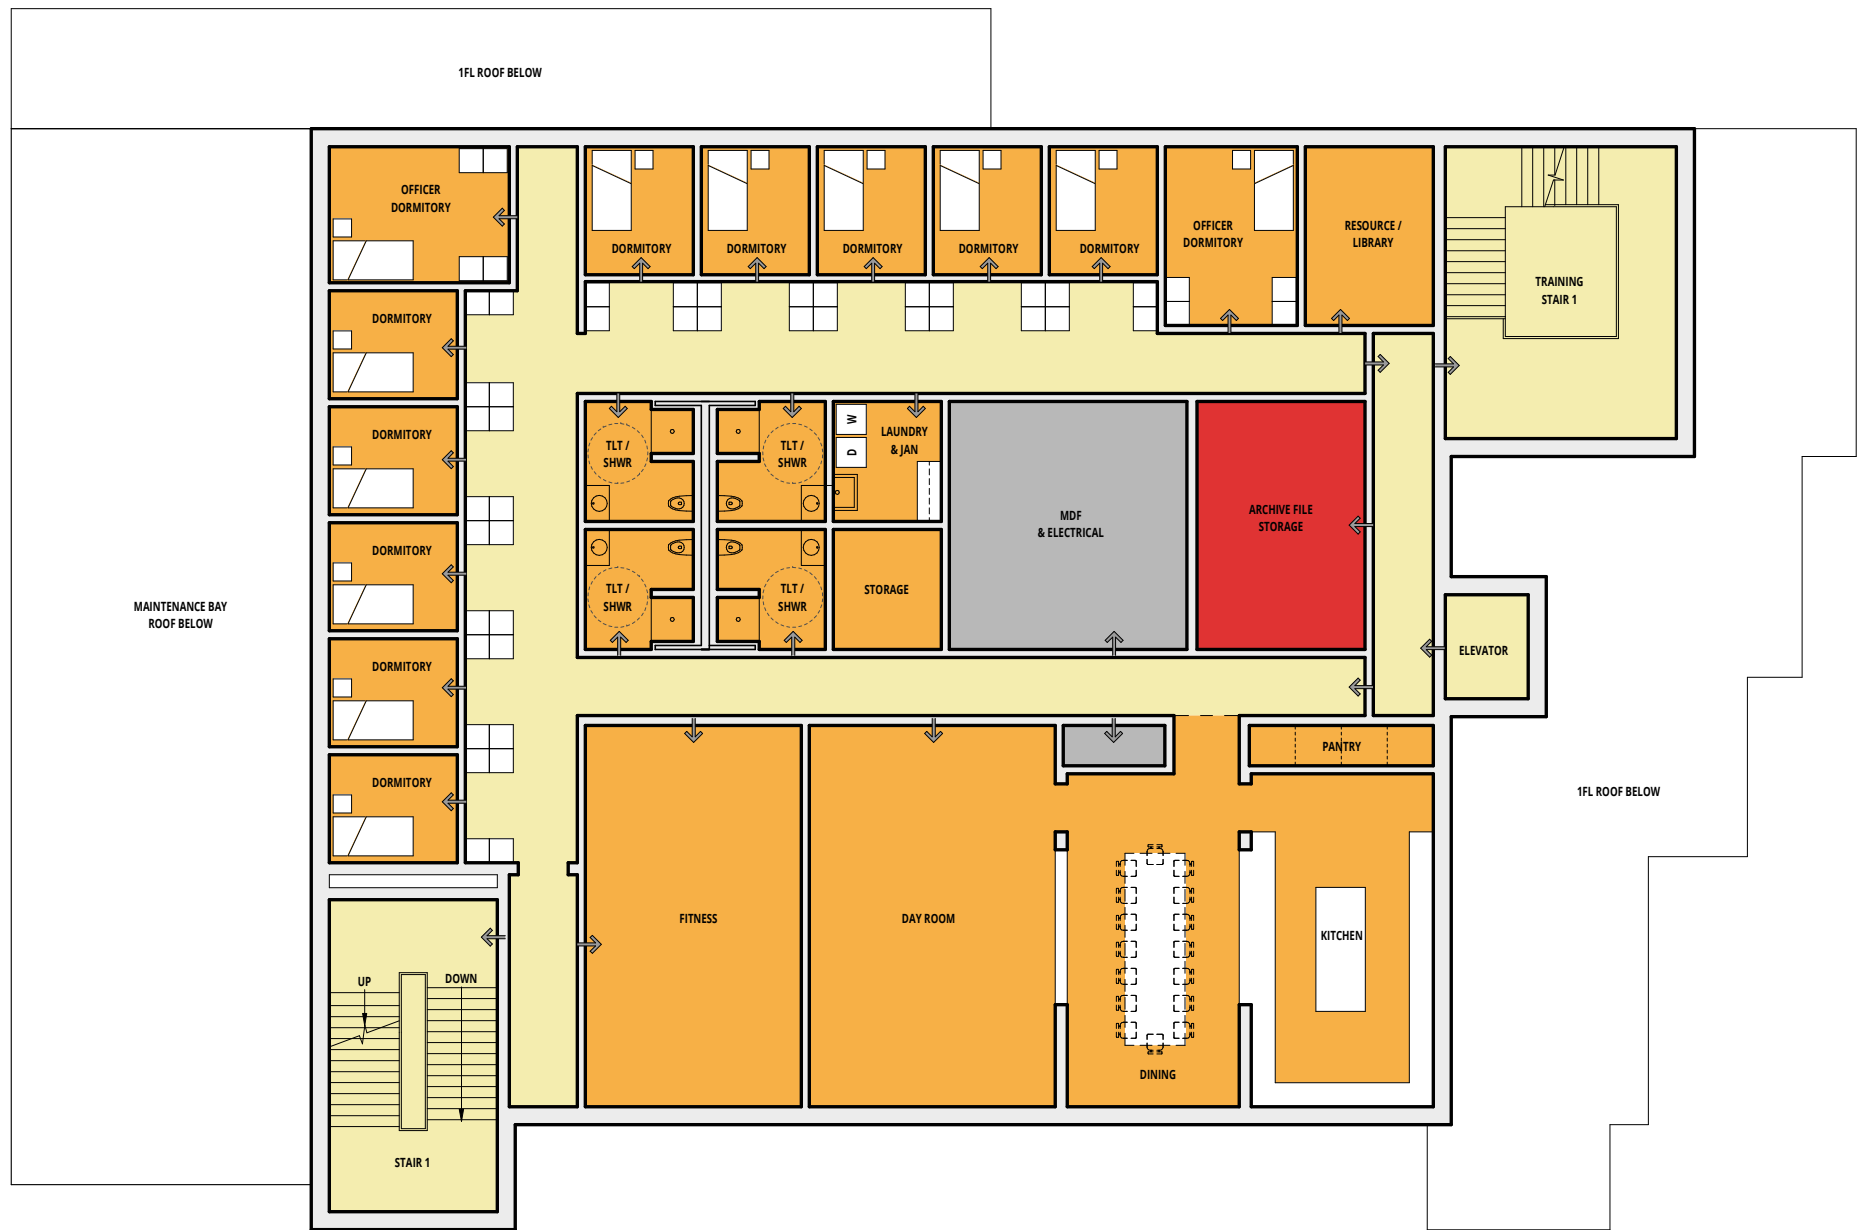 1FL ROOF BELOW
OFFICER
DORMITORY
DORMITORY
DORMITORY
DORMITORY
DORMITORY
DORMITORY
OFFICER
DORMITORY
RESOURCE /
LIBRARY
TRAINING
STAIR 1
DORMITORY
DORMITORY
DORMITORY
DORMITORY
DORMITORY
TLT /
SHWR
TLT /
SHWR
W
D
LAUNDRY
& JAN
MDF
& ELECTRICAL
ARCHIVE FILE
STORAGE
TLT /
SHWR
TLT /
SHWR
STORAGE
MAINTENANCE BAY
ROOF BELOW
ELEVATOR
PANTRY
1FL ROOF BELOW
FITNESS
DAY ROOM
KITCHEN
DINING
UP
DOWN
STAIR 1